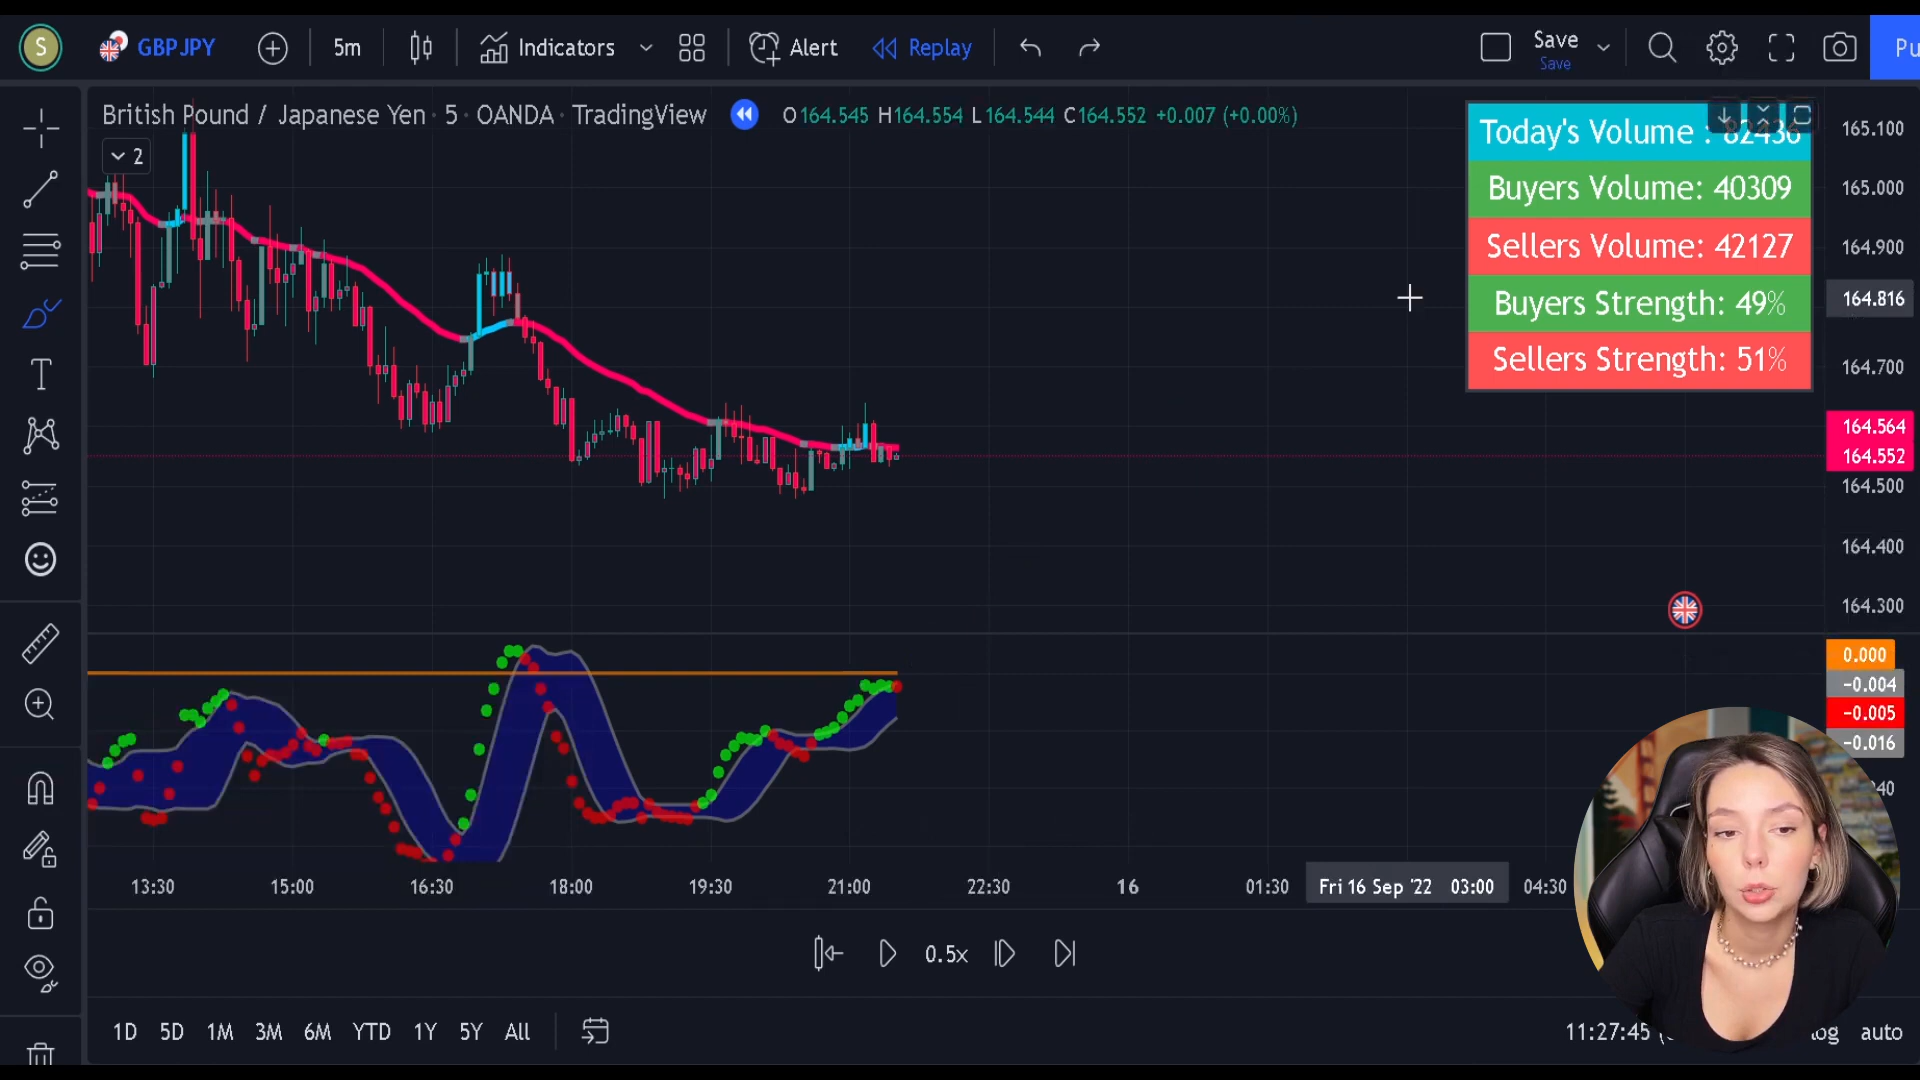 S GBPJPY 5m Indicators Alert Replay Save Pu
Save
British Pound / Japanese Yen · 5 · OANDA · TradingView O164.545 H164.554 L164.544 C164.552 +0.007 (+0.00%)
2
Today's Volume : 82436
Buyers Volume: 40309
Sellers Volume: 42127
Buyers Strength: 49%
Sellers Strength: 51%
165.100
165.000
164.900
164.816
164.700
164.564
164.552
164.500
164.400
164.300
0.000
-0.004
-0.005
-0.016
40
13:30 15:00 16:30 18:00 19:30 21:00 22:30 16 01:30 Fri 16 Sep '22 03:00 04:30
0.5x
1D 5D 1M 3M 6M YTD 1Y 5Y All 11:27:45 log auto